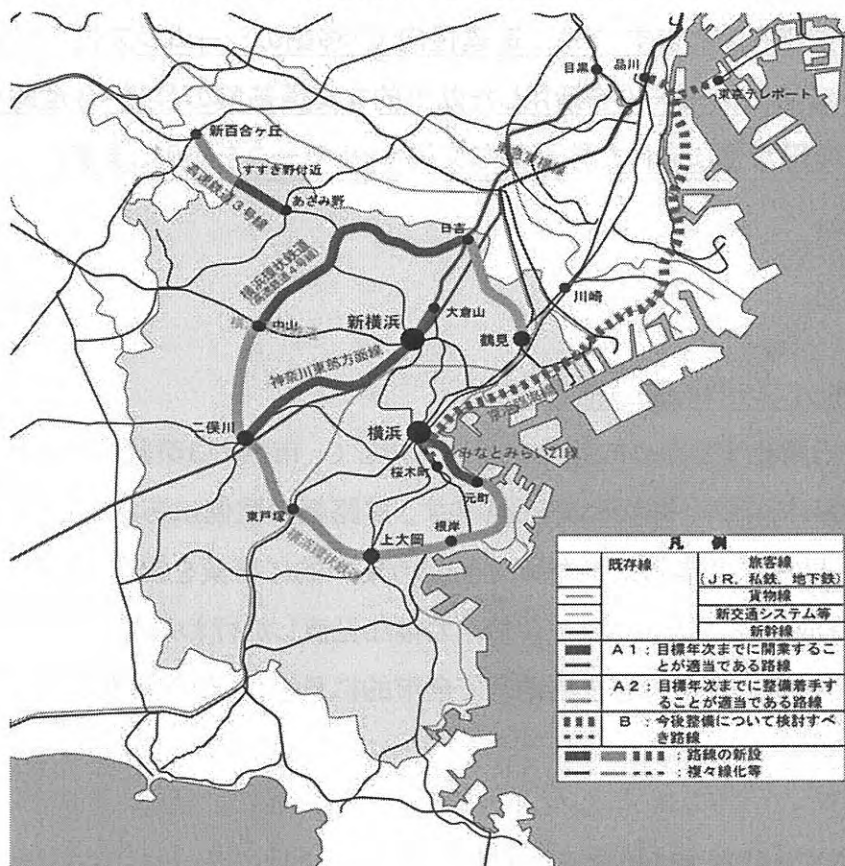 目黒
品川
東京テレポート
新百合ヶ丘
すすき野付近
高速鉄道3号線
あざみ野
東急東横線
日吉
横浜環状鉄道
(高速鉄道4号線)
川崎
大倉山
新横浜
中山
鶴見
神奈川東部方面線
二俣川
横浜
みなとみらい21線
桜木町
元町
東戸塚
根岸
上大岡
横浜環状鉄道
凡 例
既存線
旅客線
(JR,私鉄,地下鉄)
貨物線
新交通システム等
新幹線
A1:目標年次までに開業するこ
とが適当である路線
A2:目標年次までに整備着手す
ることが適当である路線
B:今後整備について検討すべ
き路線
:路線の新設
:複々線化等